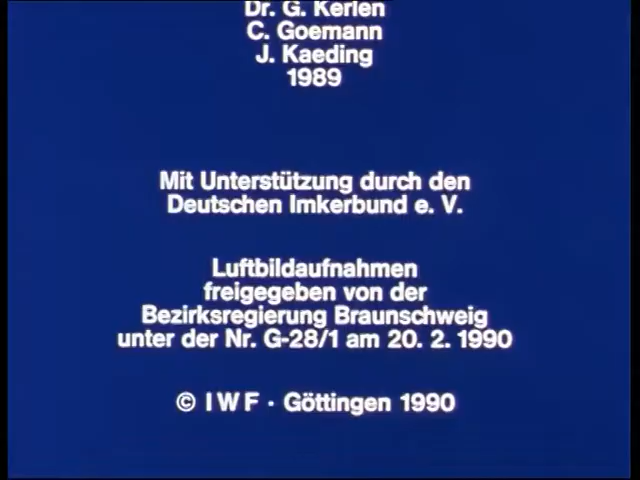 Dr. G. Kerlen
C. Goemann
J. Kaeding
1989
Mit Unterstützung durch den
Deutschen Imkerbund e. V.
Luftbildaufnahmen
freigegeben von der
Bezirksregierung Braunschweig
unter der Nr. G-28/1 am 20. 2. 1990
© I W F · Göttingen 1990